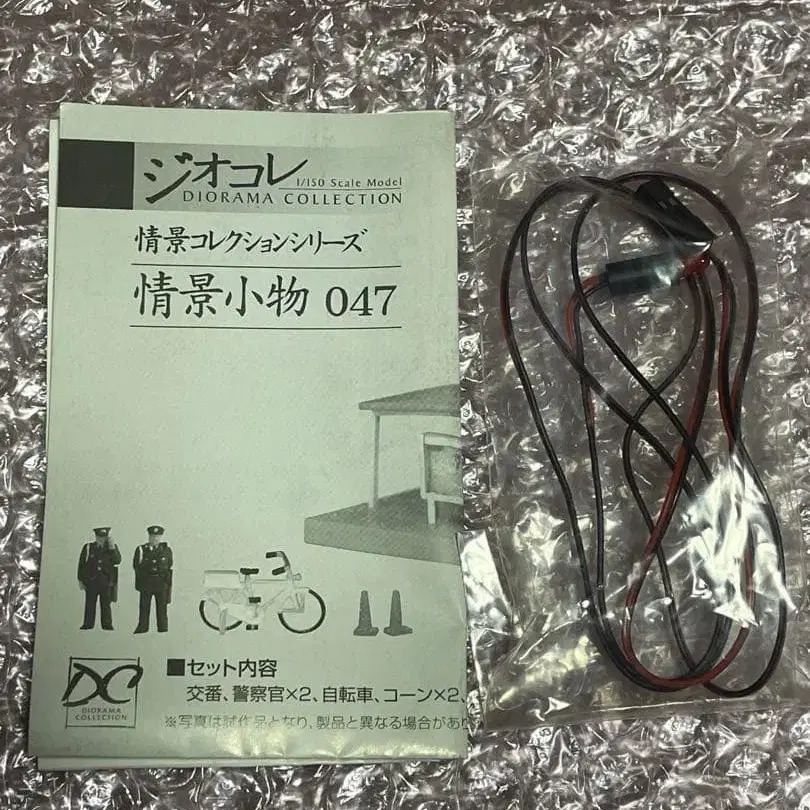 ジオコレ
1/150 Scale Model
DIORAMA COLLECTION
情景コレクションシリーズ
情景小物 047
DC
DIORAMA
COLLECTION
■セット内容
交番、警察官×2、自転車、コーン×2、
※写真は試作品となり、製品と異なる場合があり